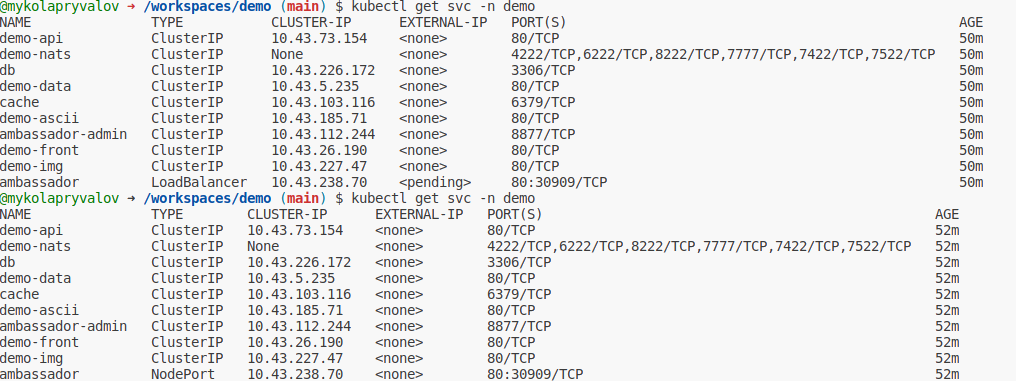 @mykolapryvalov ➜ /workspaces/demo (main) $ kubectl get svc -n demo
NAME               TYPE           CLUSTER-IP      EXTERNAL-IP   PORT(S)                                                 AGE
demo-api           ClusterIP      10.43.73.154    <none>        80/TCP                                                  50m
demo-nats          ClusterIP      None            <none>        4222/TCP,6222/TCP,8222/TCP,7777/TCP,7422/TCP,7522/TCP   50m
db                 ClusterIP      10.43.226.172   <none>        3306/TCP                                                50m
demo-data          ClusterIP      10.43.5.235     <none>        80/TCP                                                  50m
cache              ClusterIP      10.43.103.116   <none>        6379/TCP                                                50m
demo-ascii         ClusterIP      10.43.185.71    <none>        80/TCP                                                  50m
ambassador-admin   ClusterIP      10.43.112.244   <none>        8877/TCP                                                50m
demo-front         ClusterIP      10.43.26.190    <none>        80/TCP                                                  50m
demo-img           ClusterIP      10.43.227.47    <none>        80/TCP                                                  50m
ambassador         LoadBalancer   10.43.238.70    <pending>     80:30909/TCP                                            50m
@mykolapryvalov ➜ /workspaces/demo (main) $ kubectl get svc -n demo
NAME               TYPE        CLUSTER-IP      EXTERNAL-IP   PORT(S)                                                 AGE
demo-api           ClusterIP   10.43.73.154    <none>        80/TCP                                                  52m
demo-nats          ClusterIP   None            <none>        4222/TCP,6222/TCP,8222/TCP,7777/TCP,7422/TCP,7522/TCP   52m
db                 ClusterIP   10.43.226.172   <none>        3306/TCP                                                52m
demo-data          ClusterIP   10.43.5.235     <none>        80/TCP                                                  52m
cache              ClusterIP   10.43.103.116   <none>        6379/TCP                                                52m
demo-ascii         ClusterIP   10.43.185.71    <none>        80/TCP                                                  52m
ambassador-admin   ClusterIP   10.43.112.244   <none>        8877/TCP                                                52m
demo-front         ClusterIP   10.43.26.190    <none>        80/TCP                                                  52m
demo-img           ClusterIP   10.43.227.47    <none>        80/TCP                                                  52m
ambassador         NodePort    10.43.238.70    <none>        80:30909/TCP                                            52m